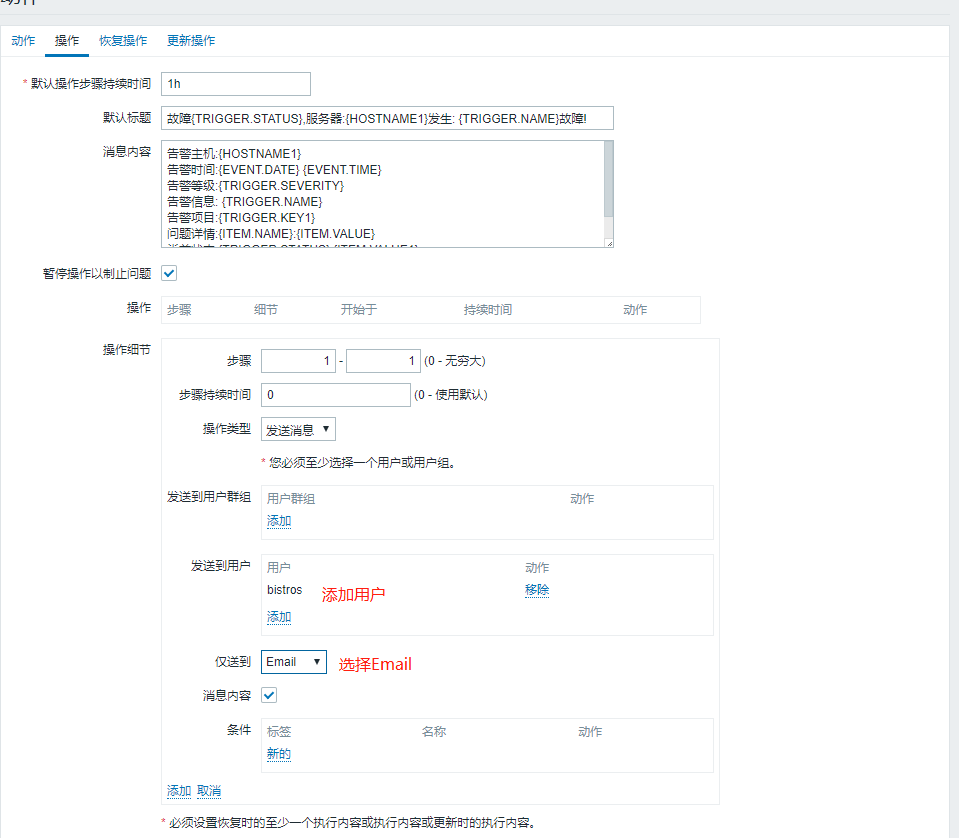 动作 操作 恢复操作 更新操作
* 默认操作步骤持续时间 1h
默认标题 故障{TRIGGER.STATUS},服务器:{HOSTNAME1}发生: {TRIGGER.NAME}故障!
消息内容 告警主机:{HOSTNAME1}
告警时间:{EVENT.DATE} {EVENT.TIME}
告警等级:{TRIGGER.SEVERITY}
告警信息: {TRIGGER.NAME}
告警项目:{TRIGGER.KEY1}
问题详情:{ITEM.NAME}:{ITEM.VALUE}
暂停操作以制止问题
操作 步骤 细节 开始于 持续时间 动作
操作细节
步骤 1 - 1 (0 - 无穷大)
步骤持续时间 0 (0 - 使用默认)
操作类型 发送消息
* 您必须至少选择一个用户或用户组。
发送到用户群组 用户群组 动作
添加
发送到用户 用户 动作
bistros 添加用户 移除
添加
仅送到 Email 选择Email
消息内容
条件 标签 名称 动作
新的
添加 取消
* 必须设置恢复时的至少一个执行内容或执行内容或更新时的执行内容。